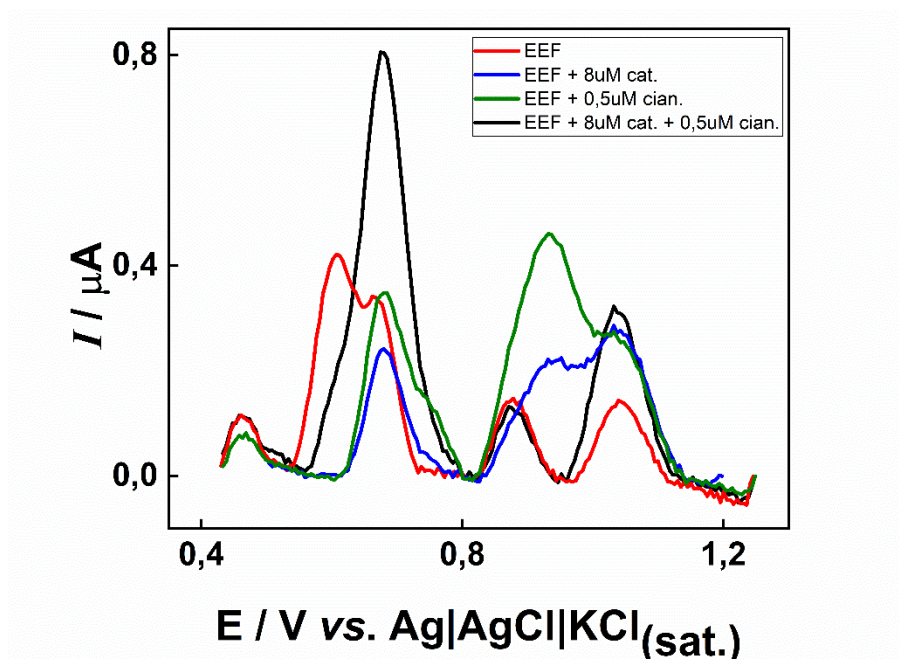 0,8
EEF
EEF + 8uM cat.
EEF + 0,5uM cian.
EEF + 8uM cat. + 0,5uM cian.
I / μA
0,4
0,0
0,4 0,8 1,2
E / V vs. Ag|AgCl|KCl(sat.)